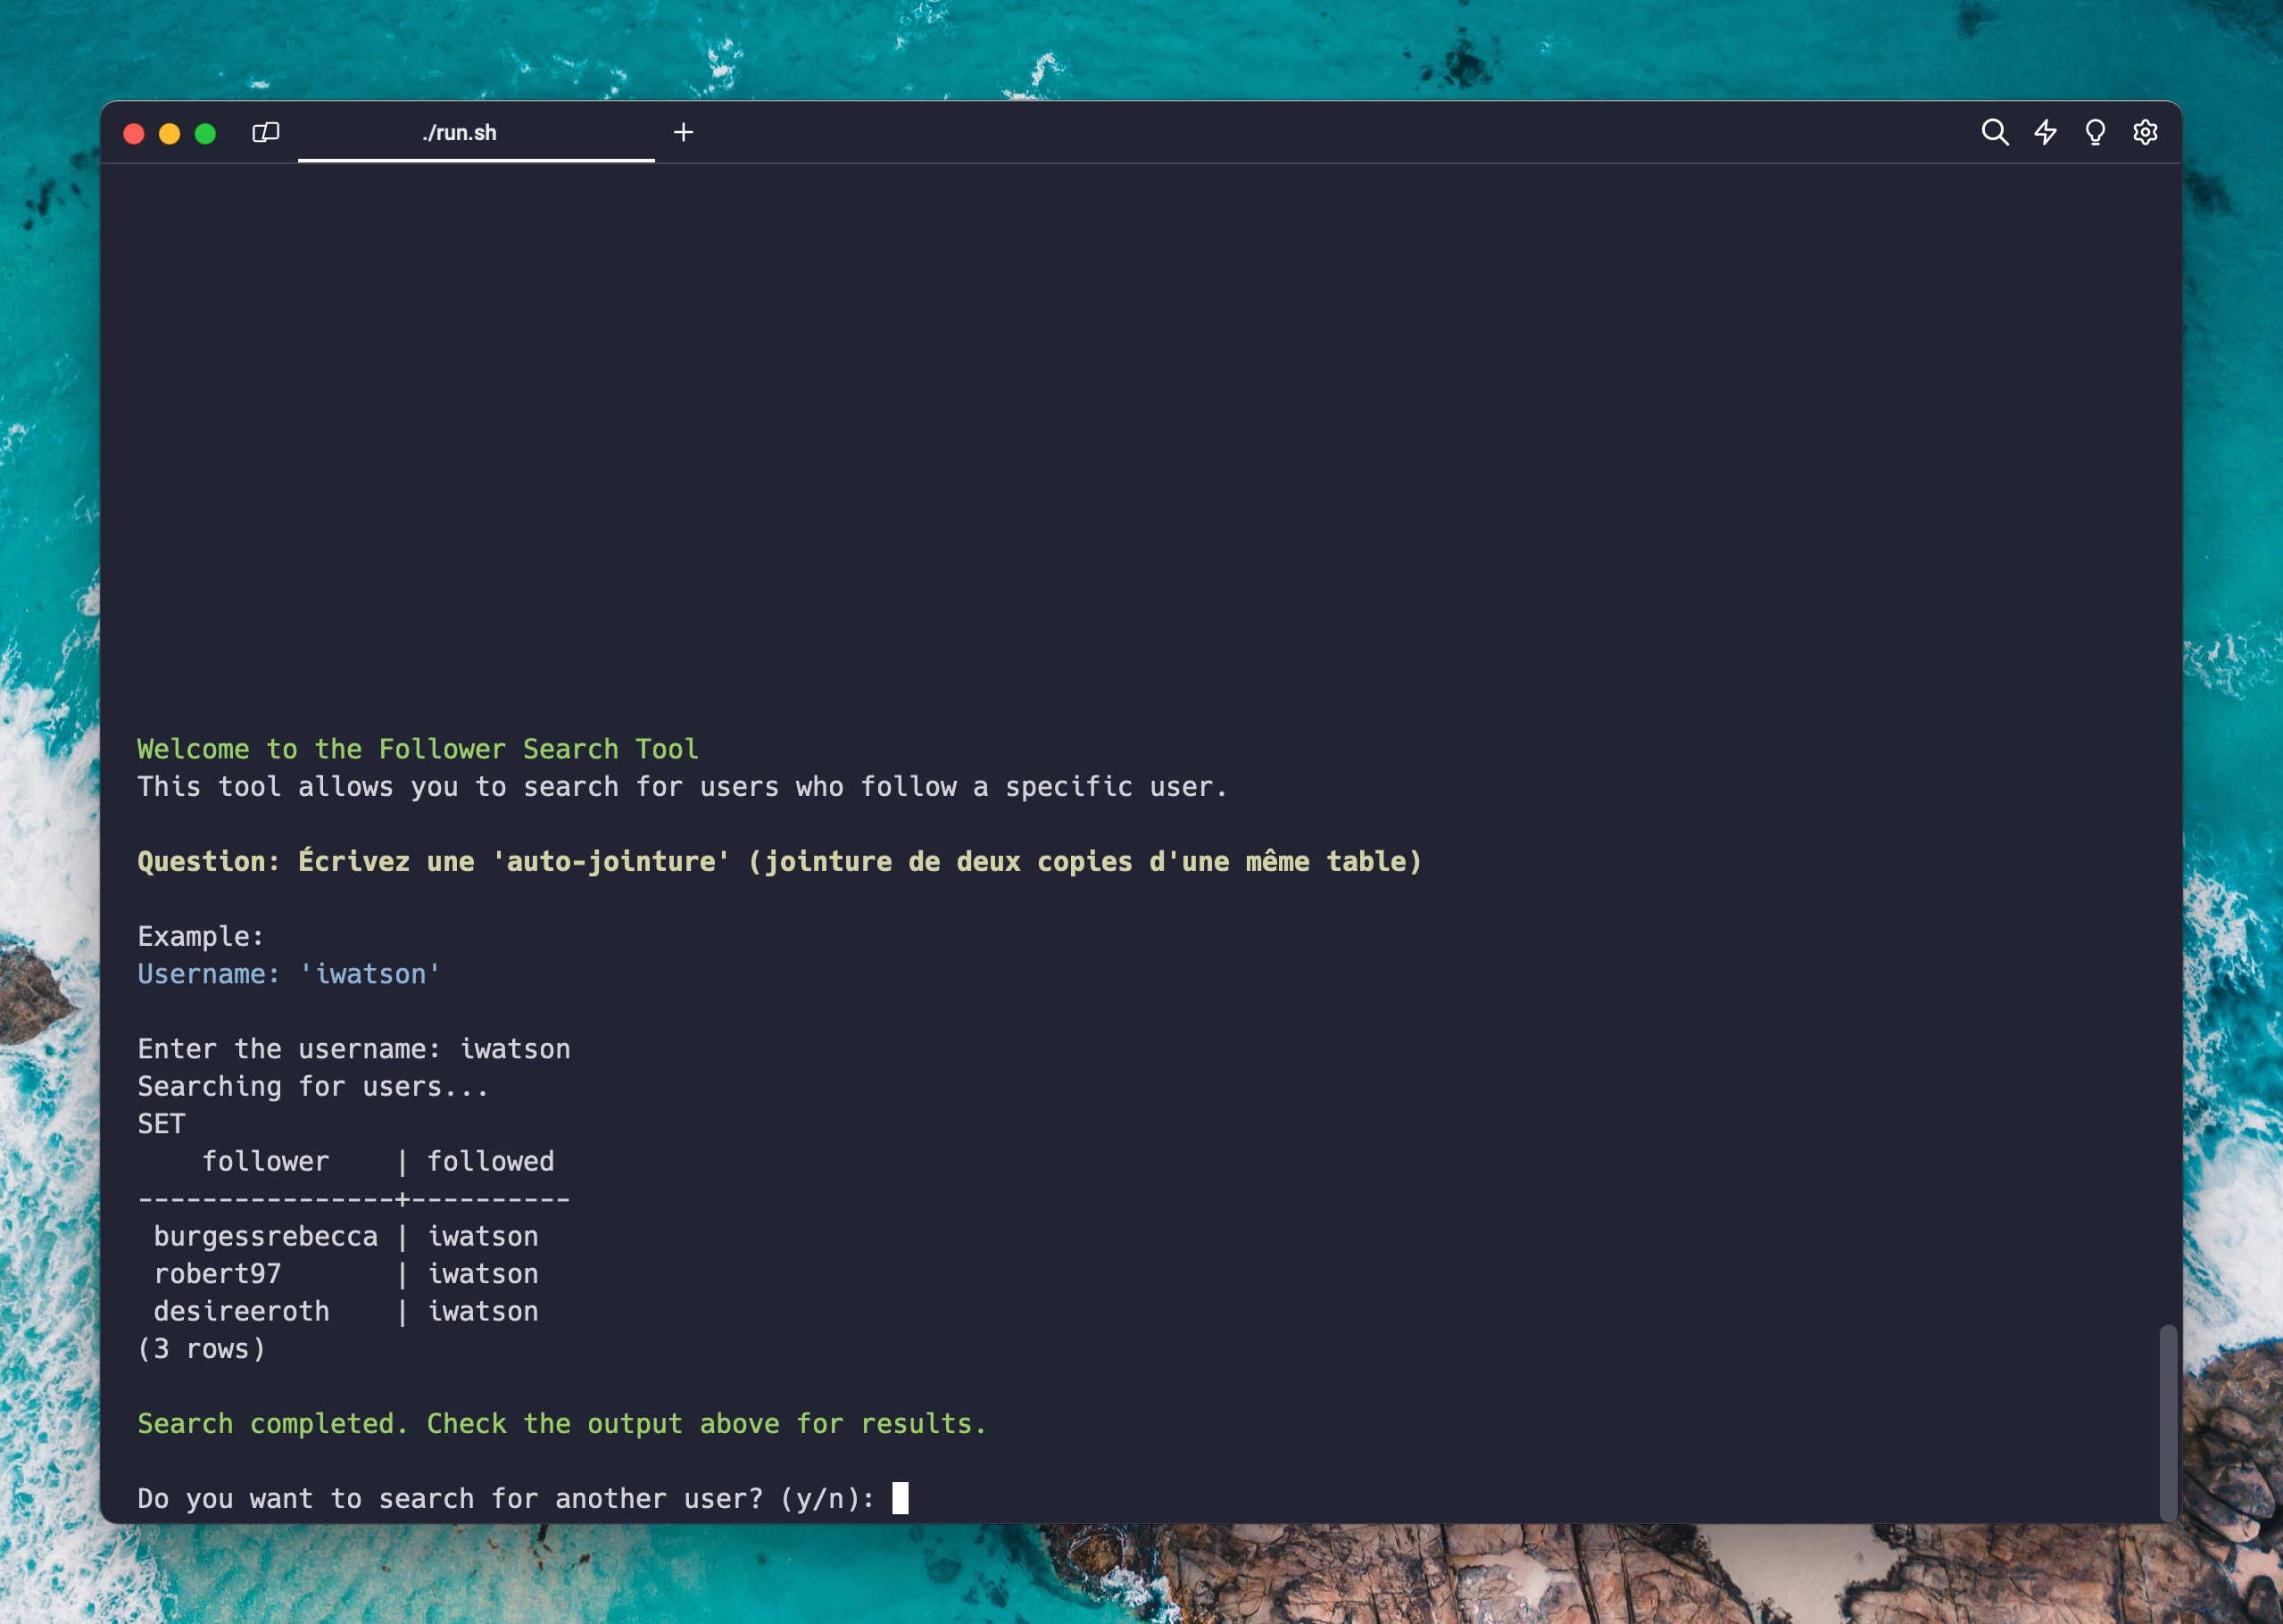 ./run.sh
Welcome to the Follower Search Tool
This tool allows you to search for users who follow a specific user.
Question: Écrivez une 'auto-jointure' (jointure de deux copies d'une même table)
Example:
Username: 'iwatson'
Enter the username: iwatson
Searching for users...
SET
    follower    | followed
----------------+----------
 burgessrebecca | iwatson
 robert97       | iwatson
 desireeroth    | iwatson
(3 rows)
Search completed. Check the output above for results.
Do you want to search for another user? (y/n):